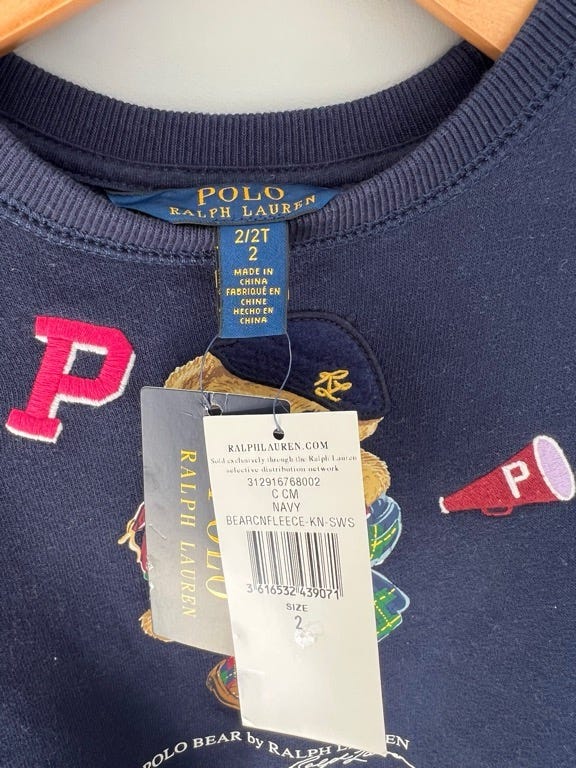 POLO
RALPH LAUREN
2/2T
2
MADE IN
CHINA
FABRIQUÉ EN
CHINE
HECHO EN
CHINA
P
P
RALPH LAUREN
POLO
RALPHLAUREN.COM
Sold exclusively through the Ralph Lauren
selective distribution network
312916768002
C CM
NAVY
BEARCNFLEECE-KN-SWS
3 616532 439071
SIZE
2
POLO BEAR by RALPH LAUREN
Ralph